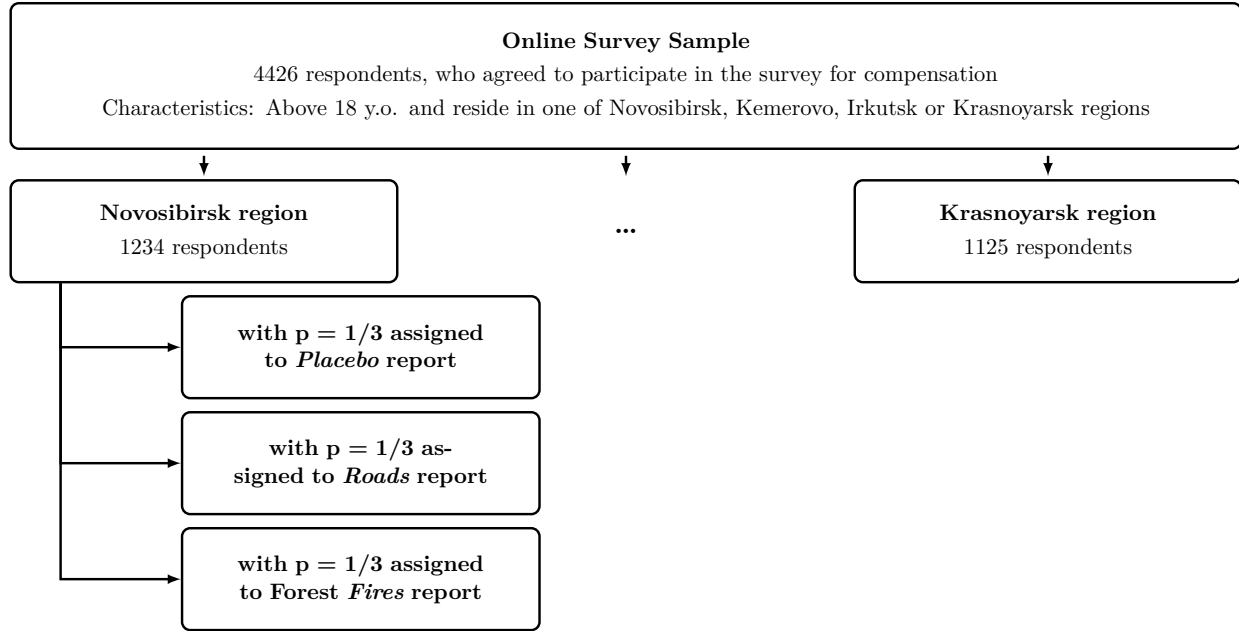 Online Survey Sample
4426 respondents, who agreed to participate in the survey for compensation
Characteristics: Above 18 y.o. and reside in one of Novosibirsk, Kemerovo, Irkutsk or Krasnoyarsk regions
Novosibirsk region
1234 respondents
...
Krasnoyarsk region
1125 respondents
with p = 1/3 assigned
to Placebo report
with p = 1/3 as-
signed to Roads report
with p = 1/3 assigned
to Forest Fires report